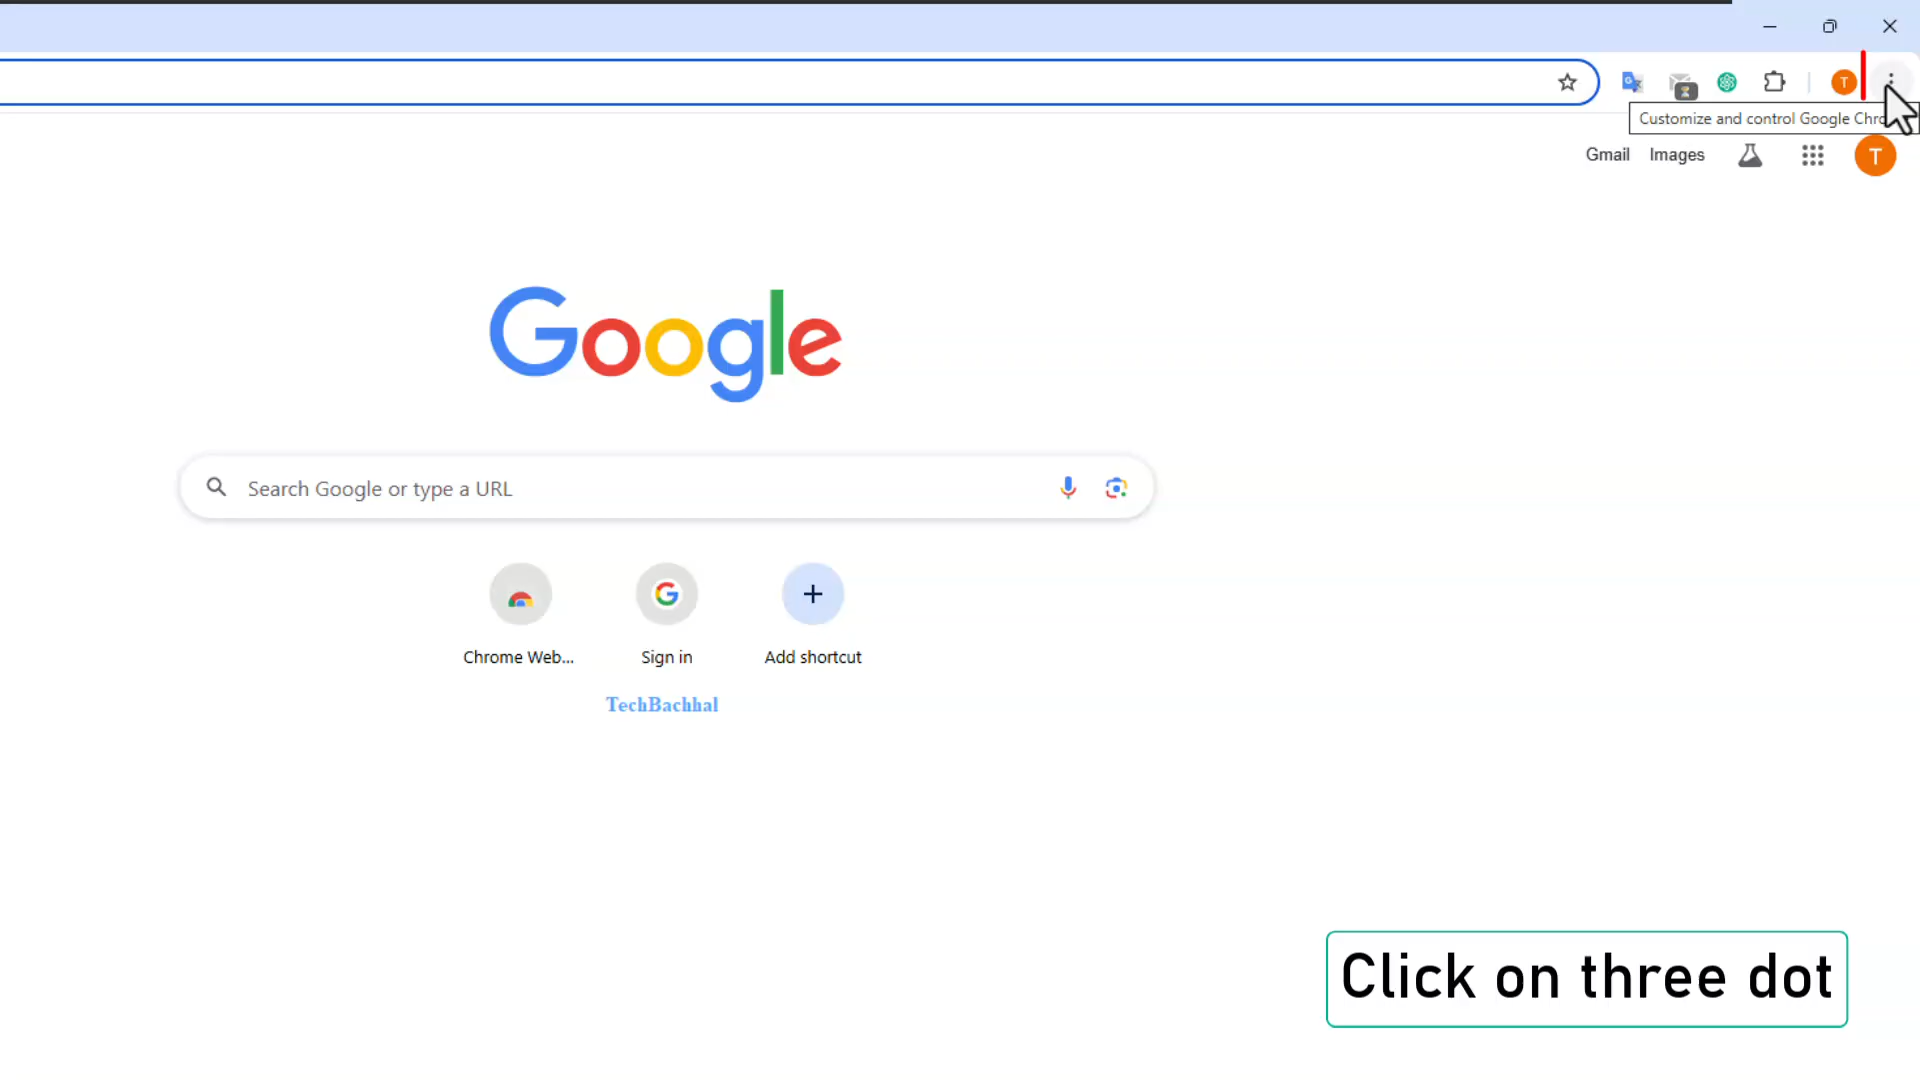 T
Customize and control Google Chro
Gmail Images T
Google
Search Google or type a URL
Chrome Web... Sign in Add shortcut
TechBachhal
Click on three dot